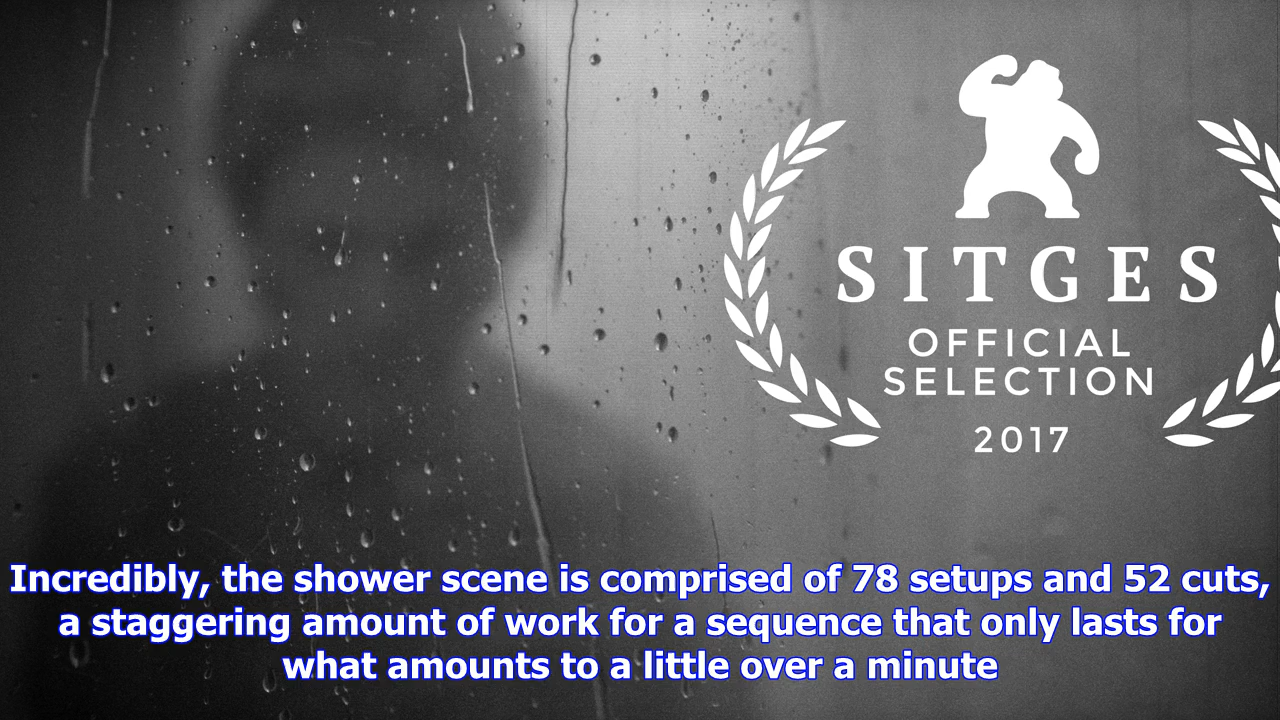 SITGES
OFFICIAL
SELECTION
2017
Incredibly, the shower scene is comprised of 78 setups and 52 cuts,
a staggering amount of work for a sequence that only lasts for
what amounts to a little over a minute